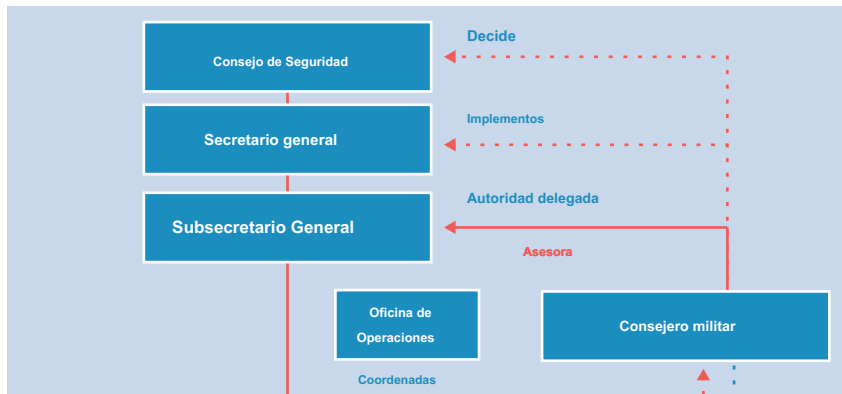 Decide
Consejo de Seguridad
Implementos
Secretario general
Autoridad delegada
Subsecretario General
Asesora
Oficina de
Operaciones
Consejero militar
Coordenadas